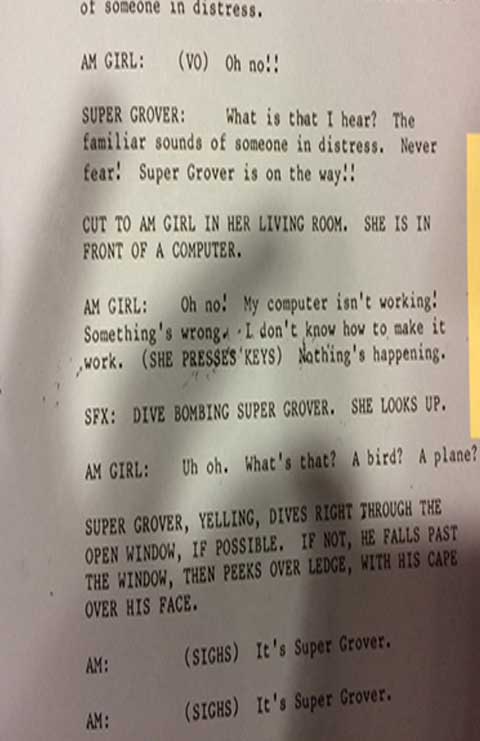 of someone in distress.
AM GIRL: (VO) Oh no!!
SUPER GROVER: What is that I hear? The
familiar sounds of someone in distress. Never
fear! Super Grover is on the way!!
CUT TO AM GIRL IN HER LIVING ROOM. SHE IS IN
FRONT OF A COMPUTER.
AM GIRL: Oh no! My computer isn't working!
Something's wrong. I don't know how to make it
work. (SHE PRESSES KEYS) Nothing's happening.
SFX: DIVE BOMBING SUPER GROVER. SHE LOOKS UP.
AM GIRL: Uh oh. What's that? A bird? A plane?
SUPER GROVER, YELLING, DIVES RIGHT THROUGH THE
OPEN WINDOW, IF POSSIBLE. IF NOT, HE FALLS PAST
THE WINDOW, THEN PEEKS OVER LEDGE, WITH HIS CAPE
OVER HIS FACE.
AM: (SIGHS) It's Super Grover.
AM: (SIGHS) It's Super Grover.